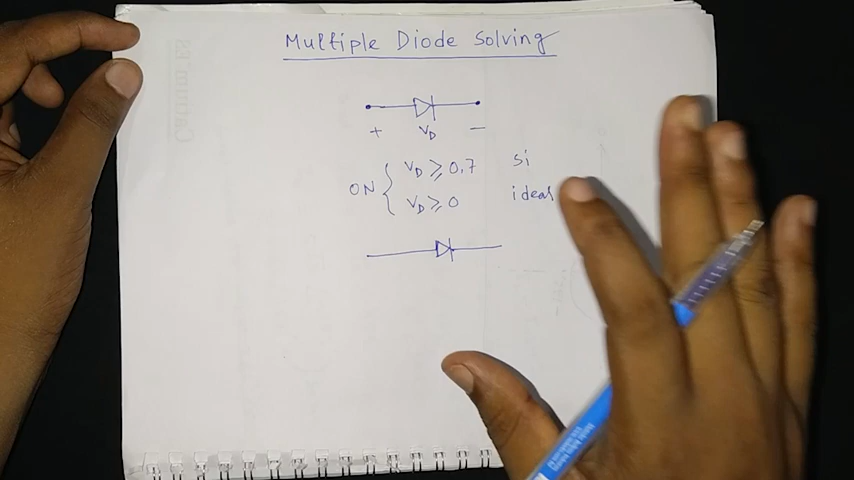 Multiple Diode Solving
+ VD −
ON { VD ≥ 0.7 si
VD ≥ 0 ideal